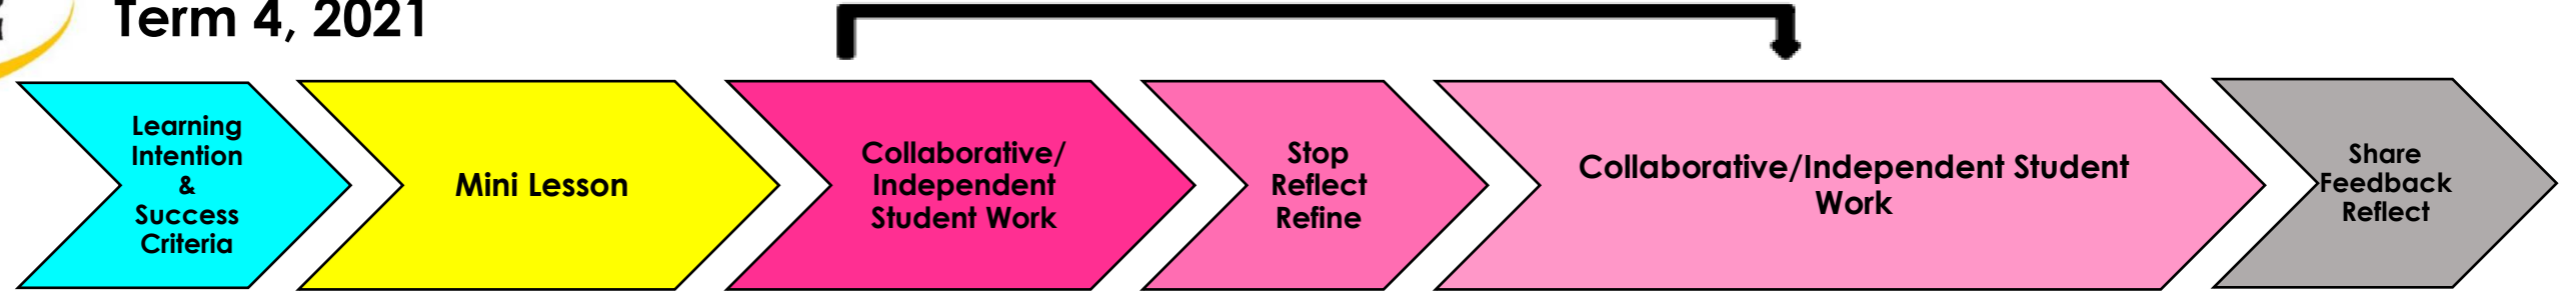 Term 4, 2021
Learning
Intention
&
Success
Criteria
Mini Lesson
Collaborative/
Independent
Student Work
Stop
Reflect
Refine
Collaborative/Independent Student
Work
Share
Feedback
Reflect